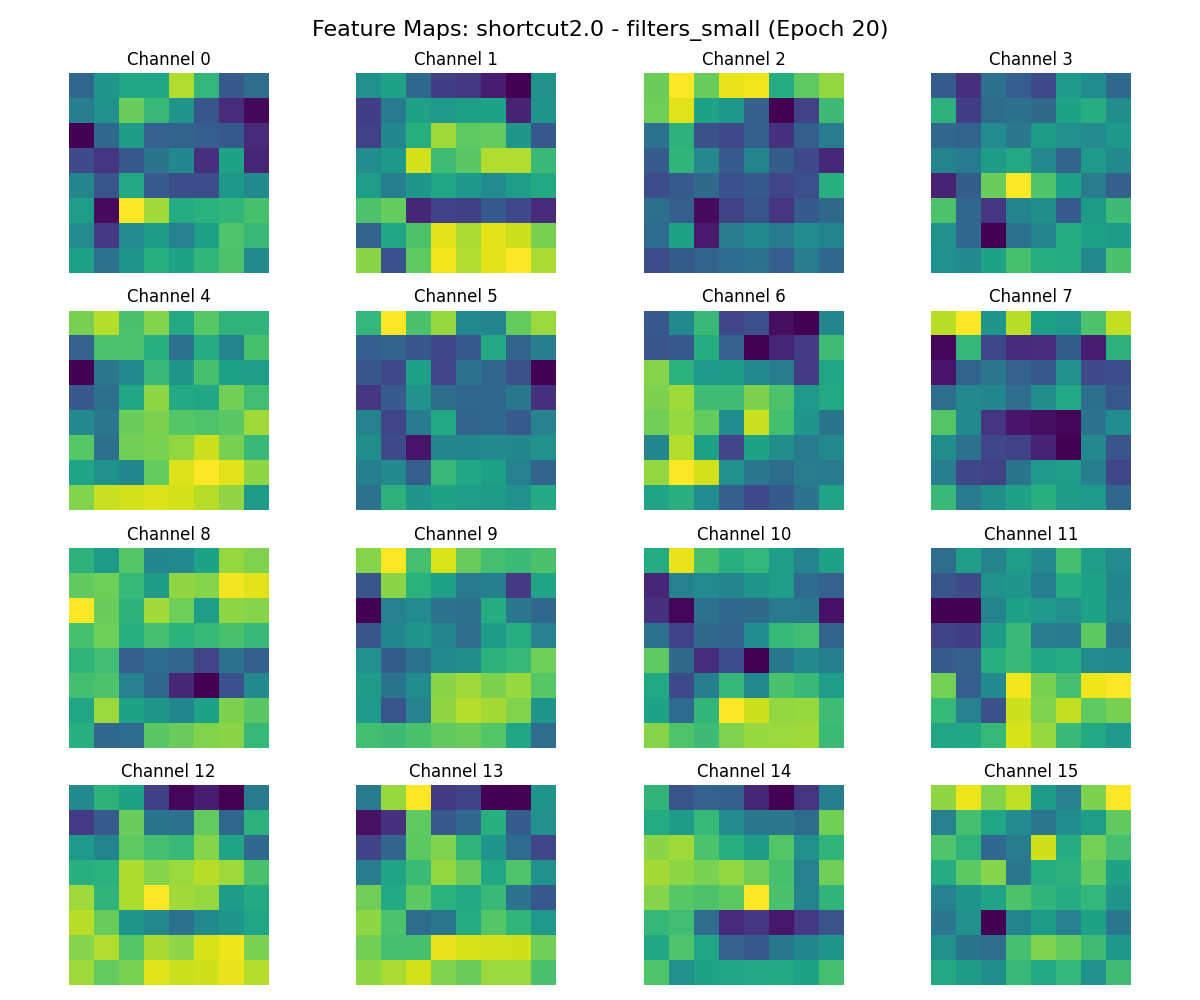 Feature Maps: shortcut2.0 - filters_small (Epoch 20)
Channel 0
Channel 1
Channel 2
Channel 3
Channel 4
Channel 5
Channel 6
Channel 7
Channel 8
Channel 9
Channel 10
Channel 11
Channel 12
Channel 13
Channel 14
Channel 15